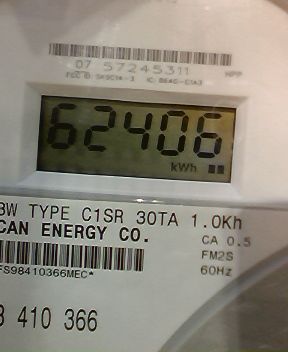 07 57245311
HPP
62406
kWh
3W TYPE C1SR 30TA 1.0Kh
CAN ENERGY CO.
CA 0.5
FM2S
60Hz
FS98410366MEC*
410 366